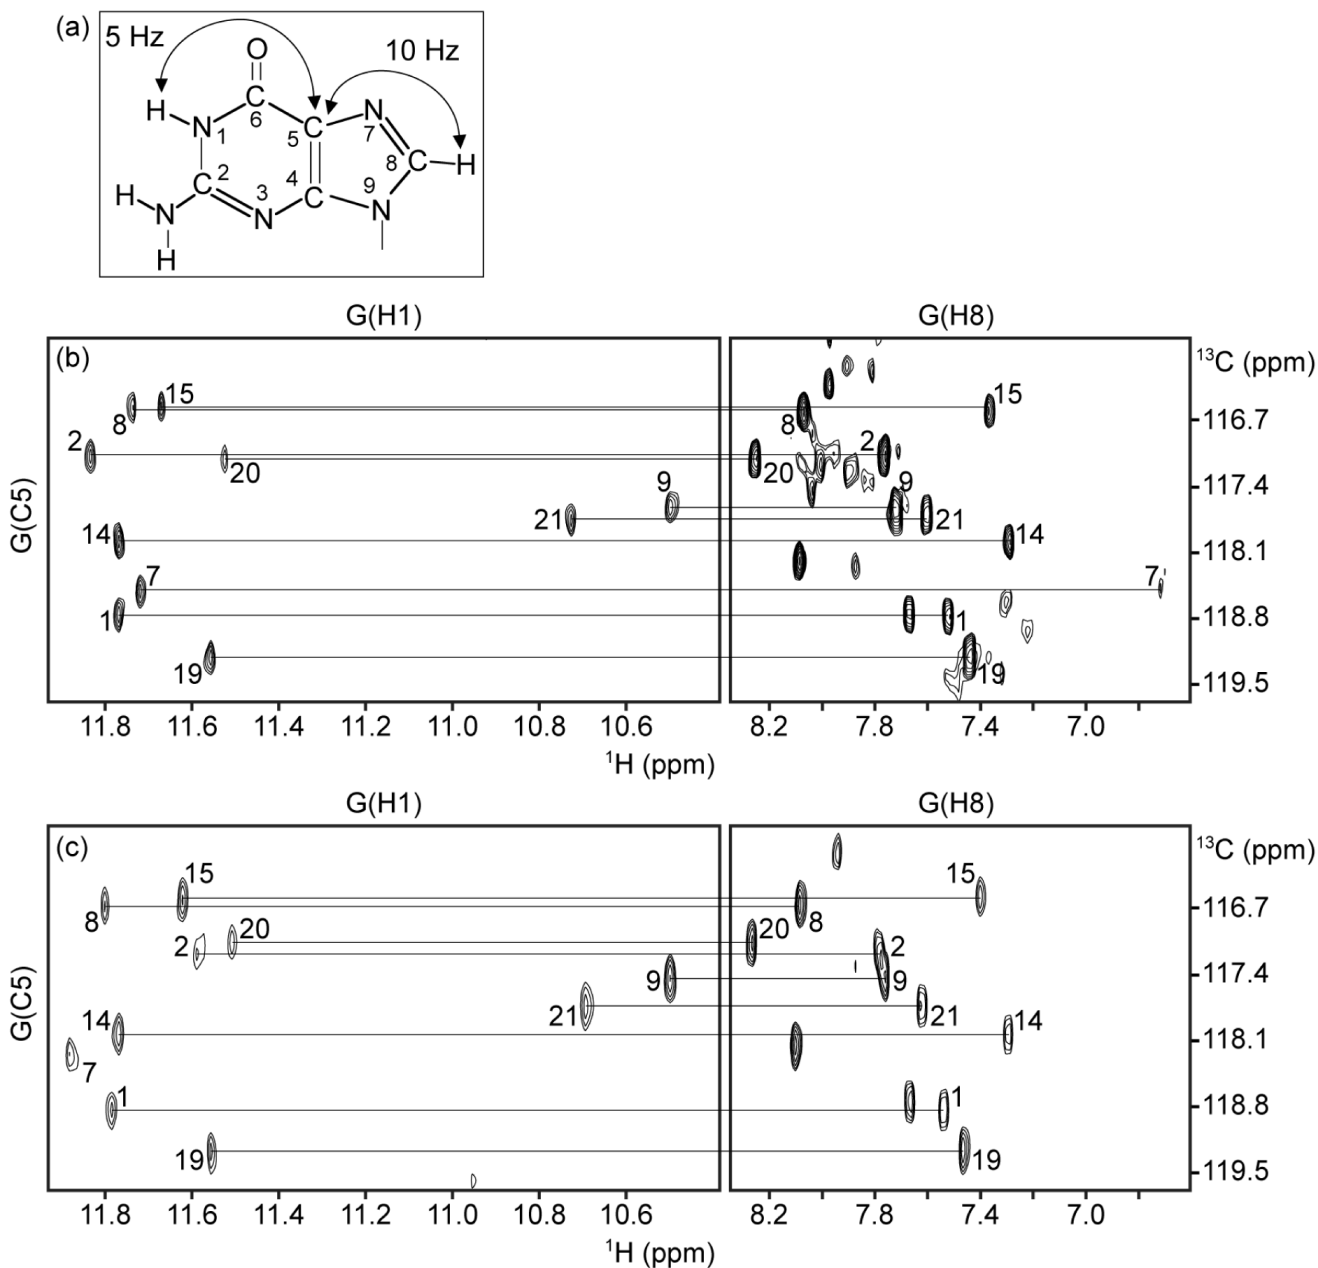 (a)
5 Hz
10 Hz
O
H
C
N
6
N
1
5
C
7
C
H
8
C
2
4
9
H
3
C
N
N
N
H
G(H1)
G(H8)
(b)
13C (ppm)
15
15
8
8
116.7
2
2
20
20
117.4
9
9
21
21
14
14
118.1
7
7
1
1
118.8
19
19
119.5
G(C5)
11.8 11.6 11.4 11.2 11.0 10.8 10.6
8.2 7.8 7.4 7.0
1H (ppm)
G(H1)
G(H8)
(c)
13C (ppm)
15
15
8
8
116.7
20
20
2
2
9
9
117.4
21
21
14
14
118.1
7
1
1
118.8
19
19
119.5
G(C5)
11.8 11.6 11.4 11.2 11.0 10.8 10.6
8.2 7.8 7.4 7.0
1H (ppm)